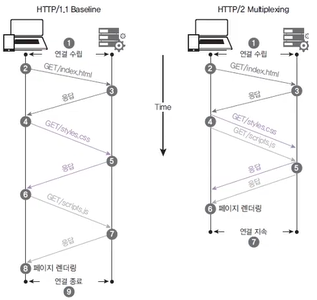 HTTP/1.1 Baseline
1
연결 수립
2
GET/index.html
3
응답
4
GET/styles.css
5
응답
6
GET/scripts.js
7
응답
8 페이지 렌더링
연결 종료
9
Time
HTTP/2 Multiplexing
1
연결 수립
2
GET/index.html
3
응답
4
GET/styles.css
GET/scripts.js
5
응답
6 페이지 렌더링
연결 지속
7